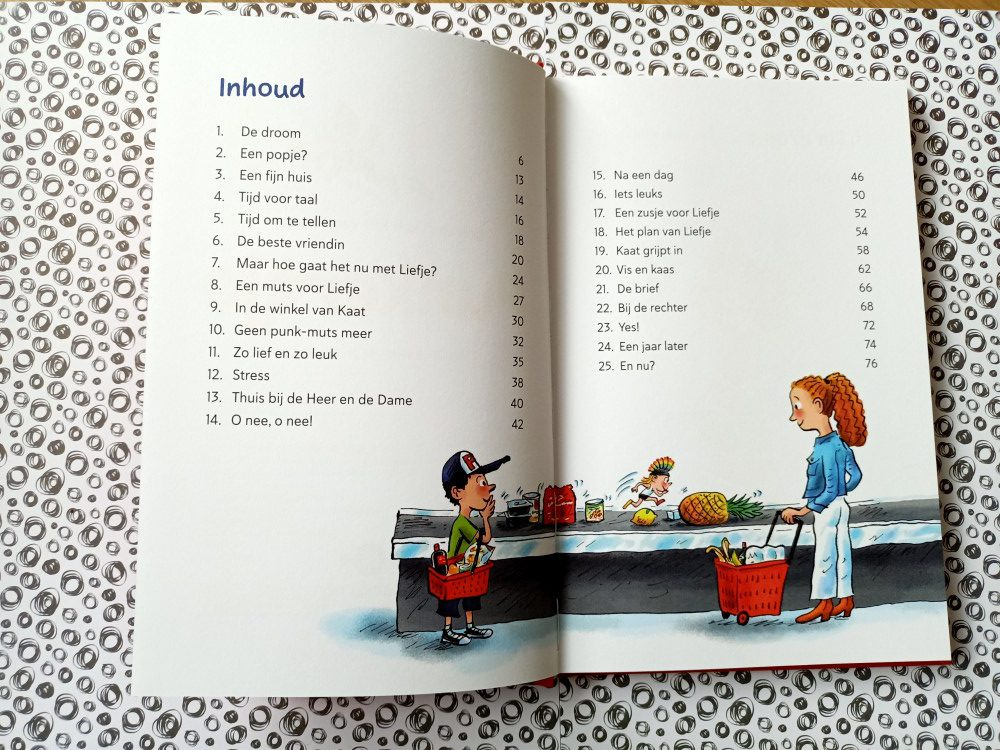 Inhoud
1. De droom 6
2. Een popje? 13
3. Een fijn huis 14
4. Tijd voor taal 16
5. Tijd om te tellen 18
6. De beste vriendin 20
7. Maar hoe gaat het nu met Liefje? 24
8. Een muts voor Liefje 27
9. In de winkel van Kaat 30
10. Geen punk-muts meer 32
11. Zo lief en zo leuk 35
12. Stress 38
13. Thuis bij de Heer en de Dame 40
14. O nee, o nee! 42
15. Na een dag 46
16. Iets leuks 50
17. Een zusje voor Liefje 52
18. Het plan van Liefje 54
19. Kaat grijpt in 58
20. Vis en kaas 62
21. De brief 66
22. Bij de rechter 68
23. Yes! 72
24. Een jaar later 74
25. En nu? 76